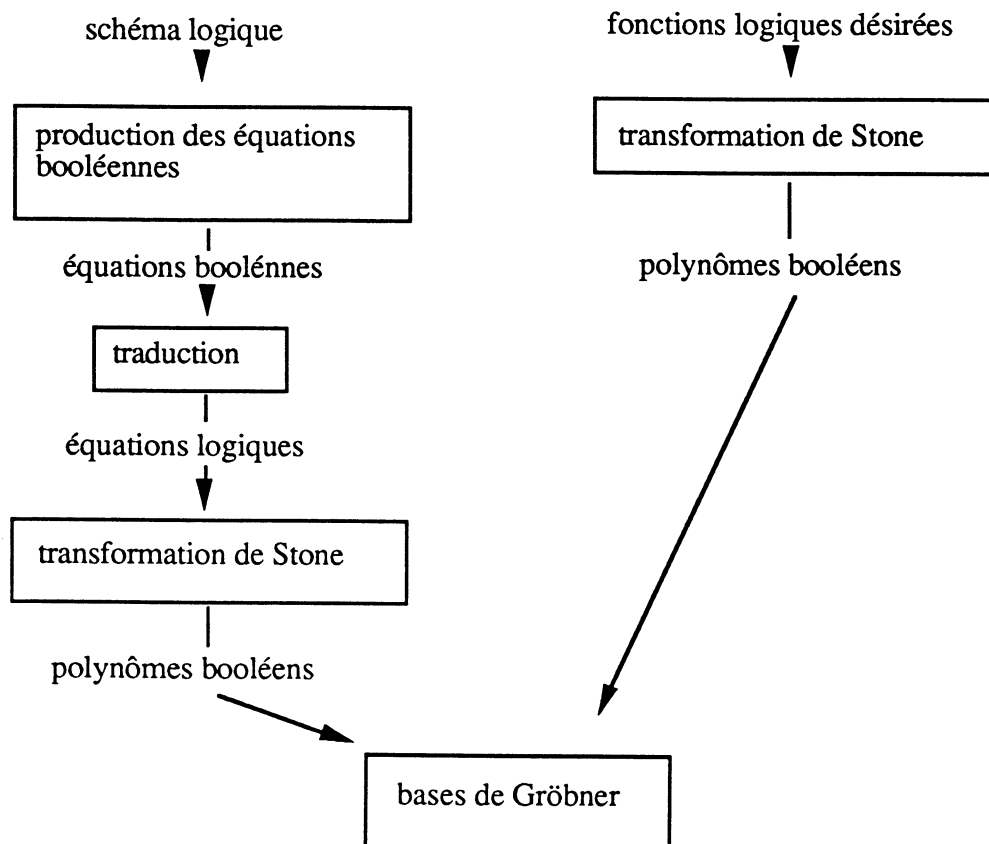 schéma logique
production des équations
booléennes
équations boolénnes
traduction
équations logiques
transformation de Stone
polynômes booléens
fonctions logiques désirées
transformation de Stone
polynômes booléens
bases de Gröbner